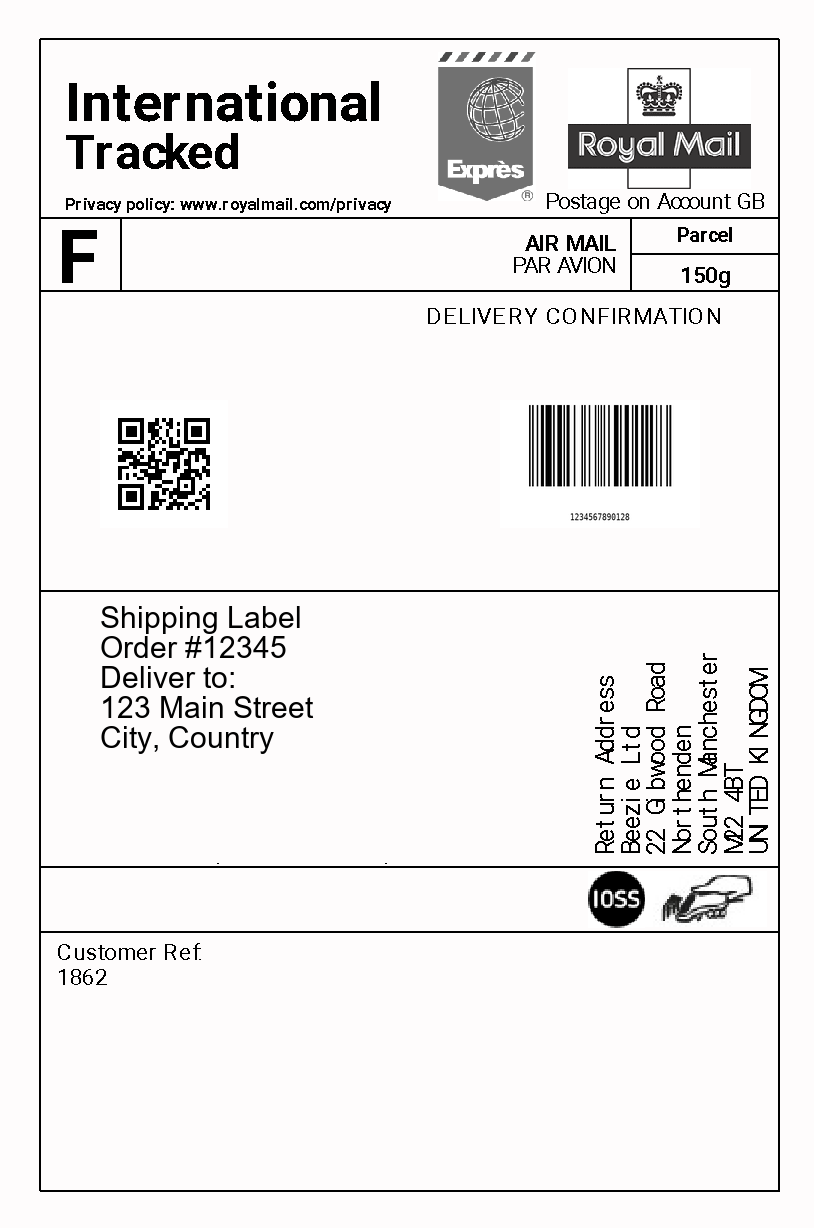 International
Tracked
Privacy policy: www.royalmail.com/privacy
Exprès
®
Royal Mail
Postage on Account GB
F
AIR MAIL
PAR AVION
Parcel
150g
DELIVERY CONFIRMATION
1234567890128
Shipping Label
Order #12345
Deliver to:
123 Main Street
City, Country
Return Address
Beezie Ltd
22 Gibwood Road
Northenden
South Manchester
M22 4BT
UNITED KINGDOM
IOSS
Customer Ref:
1862